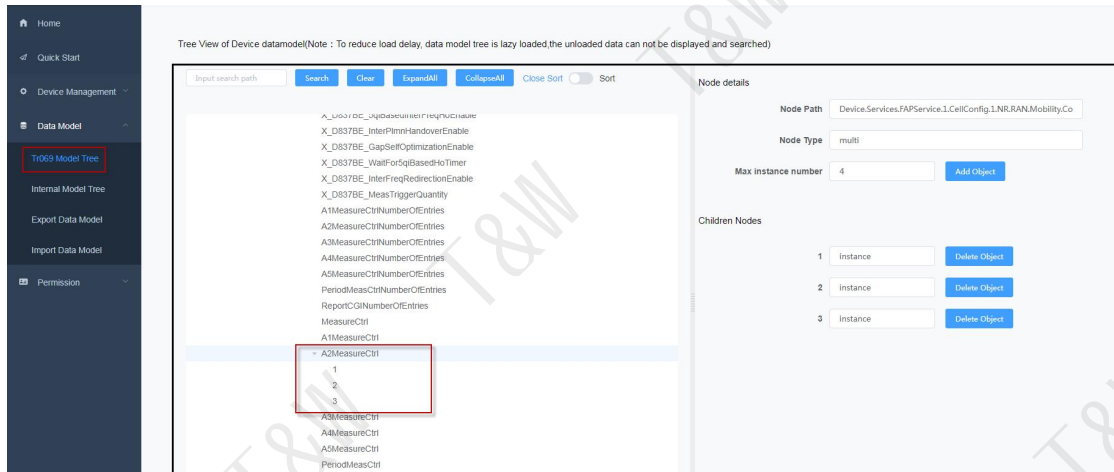 Home
Quick Start
Device Management
Data Model
Tr069 Model Tree
Internal Model Tree
Export Data Model
Import Data Model
Permission
Tree View of Device datamodel(Note : To reduce load delay, data model tree is lazy loaded,the unloaded data can not be displayed and searched)
Input search path Search Clear ExpandAll CollapseAll Close Sort Sort
X_D837BE_5qiBasedInterFreqHoEnable
X_D837BE_InterPlmnHandoverEnable
X_D837BE_GapSelfOptimizationEnable
X_D837BE_WaitFor5qiBasedHoTimer
X_D837BE_InterFreqRedirectionEnable
X_D837BE_MeasTriggerQuantity
A1MeasureCtrlNumberOfEntries
A2MeasureCtrlNumberOfEntries
A3MeasureCtrlNumberOfEntries
A4MeasureCtrlNumberOfEntries
A5MeasureCtrlNumberOfEntries
PeriodMeasCtrlNumberOfEntries
ReportCGINumberOfEntries
MeasureCtrl
A1MeasureCtrl
A2MeasureCtrl
1
2
3
A3MeasureCtrl
A4MeasureCtrl
A5MeasureCtrl
PeriodMeasCtrl
Node details
Node Path Device.Services.FAPService.1.CellConfig.1.NR.RAN.Mobility.Co
Node Type multi
Max instance number 4 Add Object
Children Nodes
1 instance Delete Object
2 instance Delete Object
3 instance Delete Object
T&W
T&W
T&W
T&W